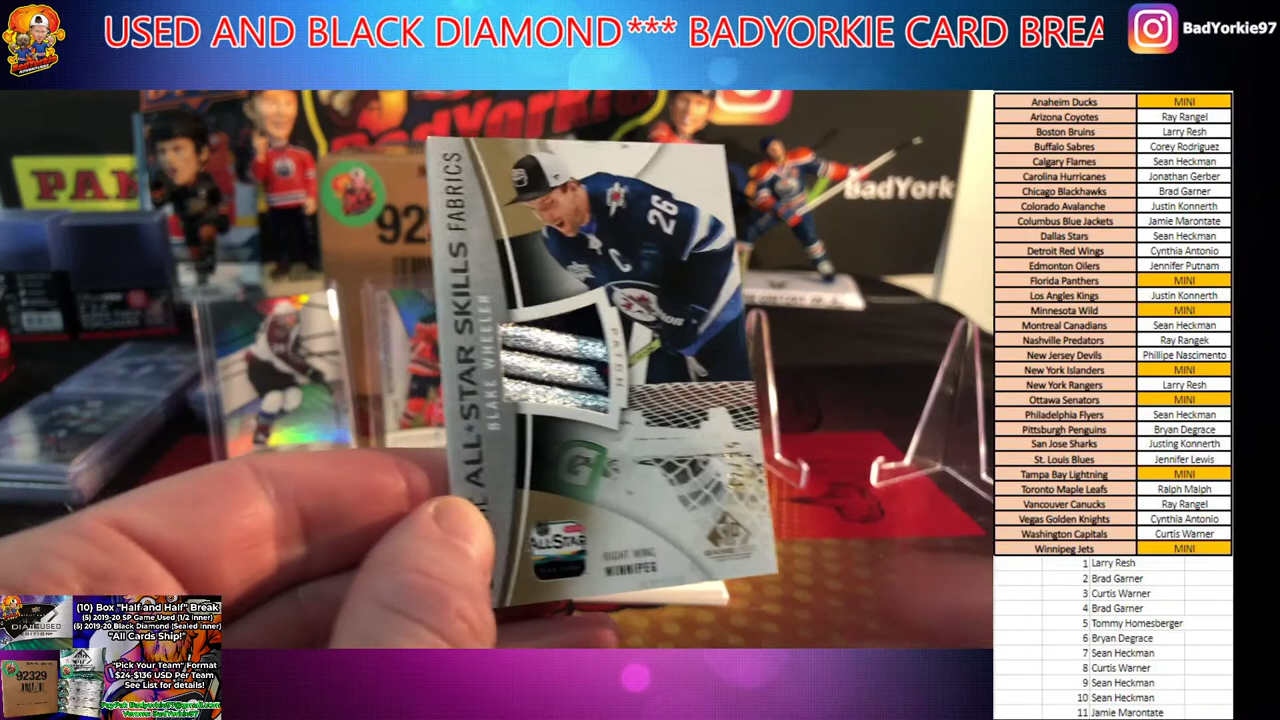 USED AND BLACK DIAMOND*** BADYORKIE CARD BREA
BadYorkie97
PAN
BadYork
92
ALL★STAR SKILLS FABRICS
BLAKE WHEELER
26
C
RIGHT WING
WINNIPEG
Anaheim Ducks MINI
Arizona Coyotes Ray Rangel
Boston Bruins Larry Resh
Buffalo Sabres Corey Rodriguez
Calgary Flames Sean Heckman
Carolina Hurricanes Jonathan Gerber
Chicago Blackhawks Brad Garner
Colorado Avalanche Justin Konnerth
Columbus Blue Jackets Jamie Marontate
Dallas Stars Sean Heckman
Detroit Red Wings Cynthia Antonio
Edmonton Oilers Jennifer Putnam
Florida Panthers MINI
Los Angles Kings Justin Konnerth
Minnesota Wild MINI
Montreal Canadians Sean Heckman
Nashville Predators Ray Rangek
New Jersey Devils Phillipe Nascimento
New York Islanders MINI
New York Rangers Larry Resh
Ottawa Senators MINI
Philadelphia Flyers Sean Heckman
Pittsburgh Penguins Bryan Degrace
San Jose Sharks Justing Konnerth
St. Louis Blues Jennifer Lewis
Tampa Bay Lightning MINI
Toronto Maple Leafs Ralph Malph
Vancouver Canucks Ray Rangel
Vegas Golden Knights Cynthia Antonio
Washington Capitals Curtis Warner
Winnipeg Jets MINI
1 Larry Resh
2 Brad Garner
3 Curtis Warner
4 Brad Garner
5 Tommy Homesberger
6 Bryan Degrace
7 Sean Heckman
8 Curtis Warner
9 Sean Heckman
10 Sean Heckman
11 Jamie Marontate
(10) Box "Half and Half" Break
(5) 2019-20 SP Game Used (1/2 Inner)
(5) 2019-20 Black Diamond (Sealed Inner)
"All Cards Ship!"
"Pick Your Team" Format
$24-$136 USD Per Team
See List for details!
92329